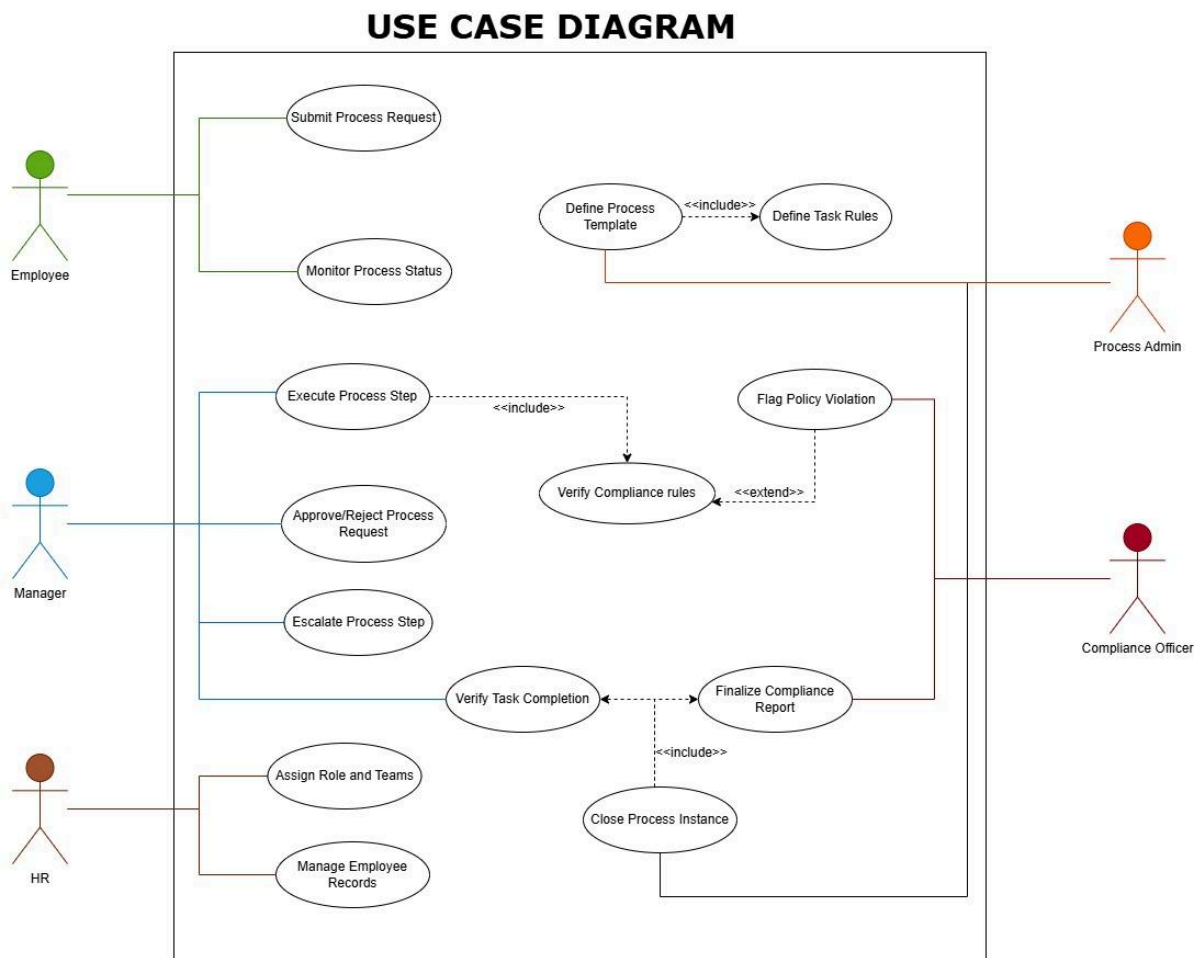 USE CASE DIAGRAM
Submit Process Request
Employee
Monitor Process Status
Define Process
Template
<<include>>
Define Task Rules
Process Admin
Execute Process Step
<<include>>
Flag Policy Violation
Verify Compliance rules
<<extend>>
Manager
Approve/Reject Process
Request
Escalate Process Step
Compliance Officer
Verify Task Completion
Finalize Compliance
Report
<<include>>
HR
Assign Role and Teams
Close Process Instance
Manage Employee
Records